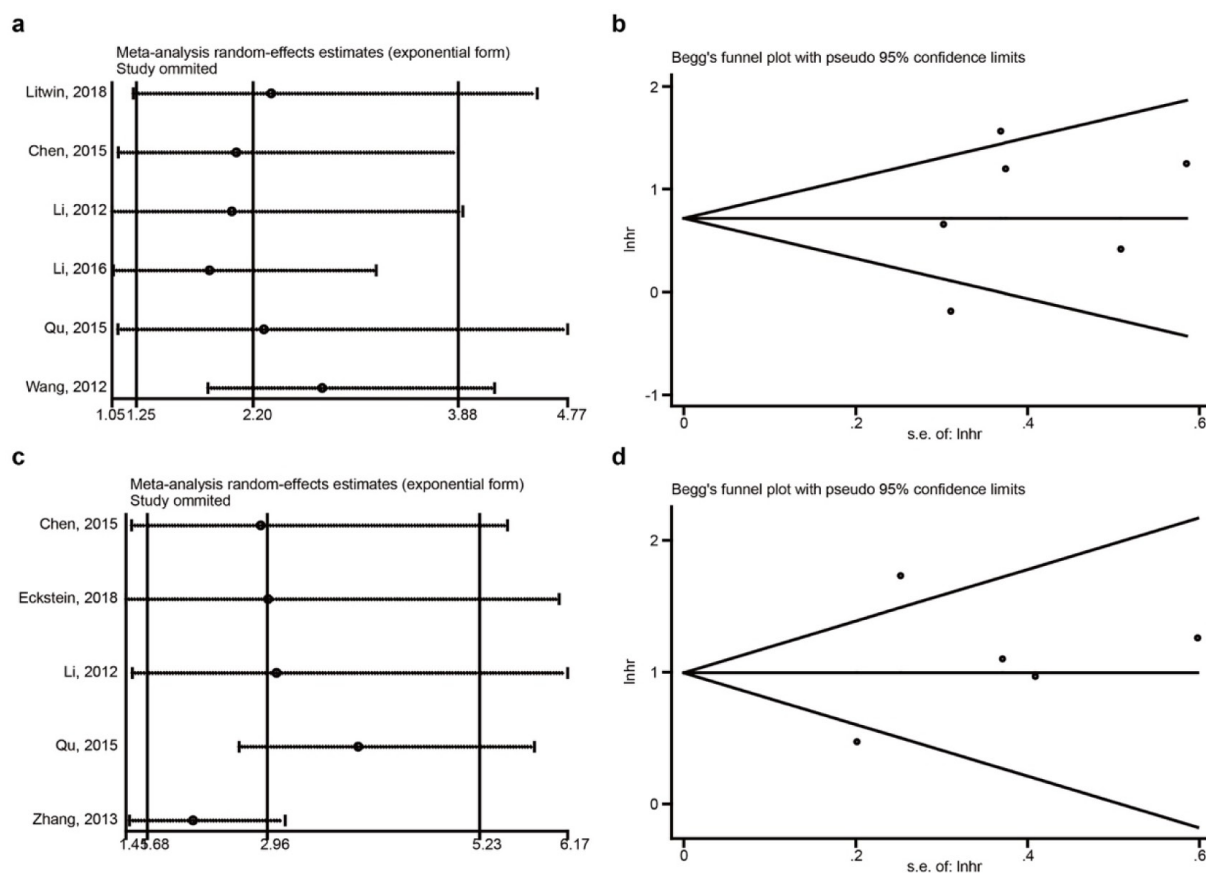 a
Meta-analysis random-effects estimates (exponential form)
Study ommited
Litwin, 2018
Chen, 2015
Li, 2012
Li, 2016
Qu, 2015
Wang, 2012
1.05 1.25 2.20 3.88 4.77
b
Begg's funnel plot with pseudo 95% confidence limits
lnhr
2
1
0
-1
0 .2 .4 .6
s.e. of: lnhr
c
Meta-analysis random-effects estimates (exponential form)
Study ommited
Chen, 2015
Eckstein, 2018
Li, 2012
Qu, 2015
Zhang, 2013
1.45 1.68 2.96 5.23 6.17
d
Begg's funnel plot with pseudo 95% confidence limits
lnhr
2
1
0
0 .2 .4 .6
s.e. of: lnhr